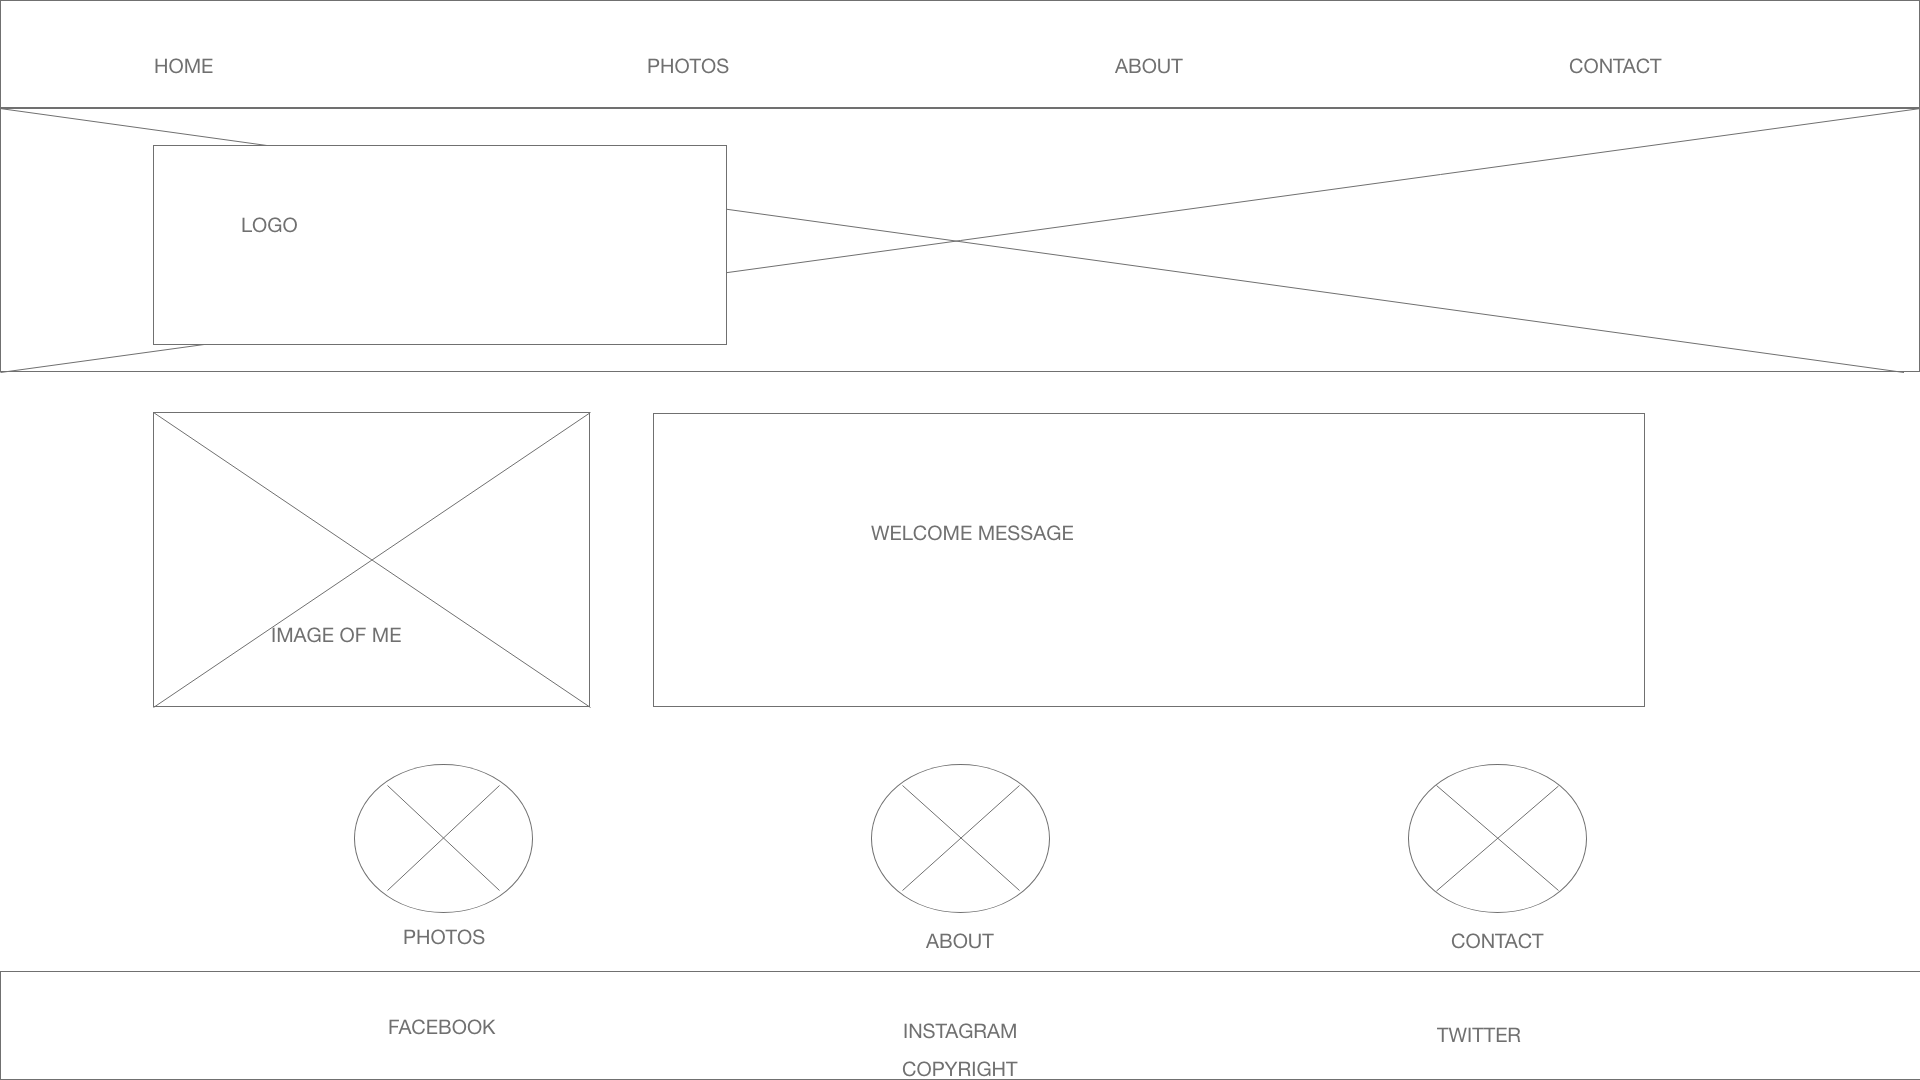 HOME
PHOTOS
ABOUT
CONTACT
LOGO
WELCOME MESSAGE
IMAGE OF ME
PHOTOS
ABOUT
CONTACT
FACEBOOK
INSTAGRAM
TWITTER
COPYRIGHT